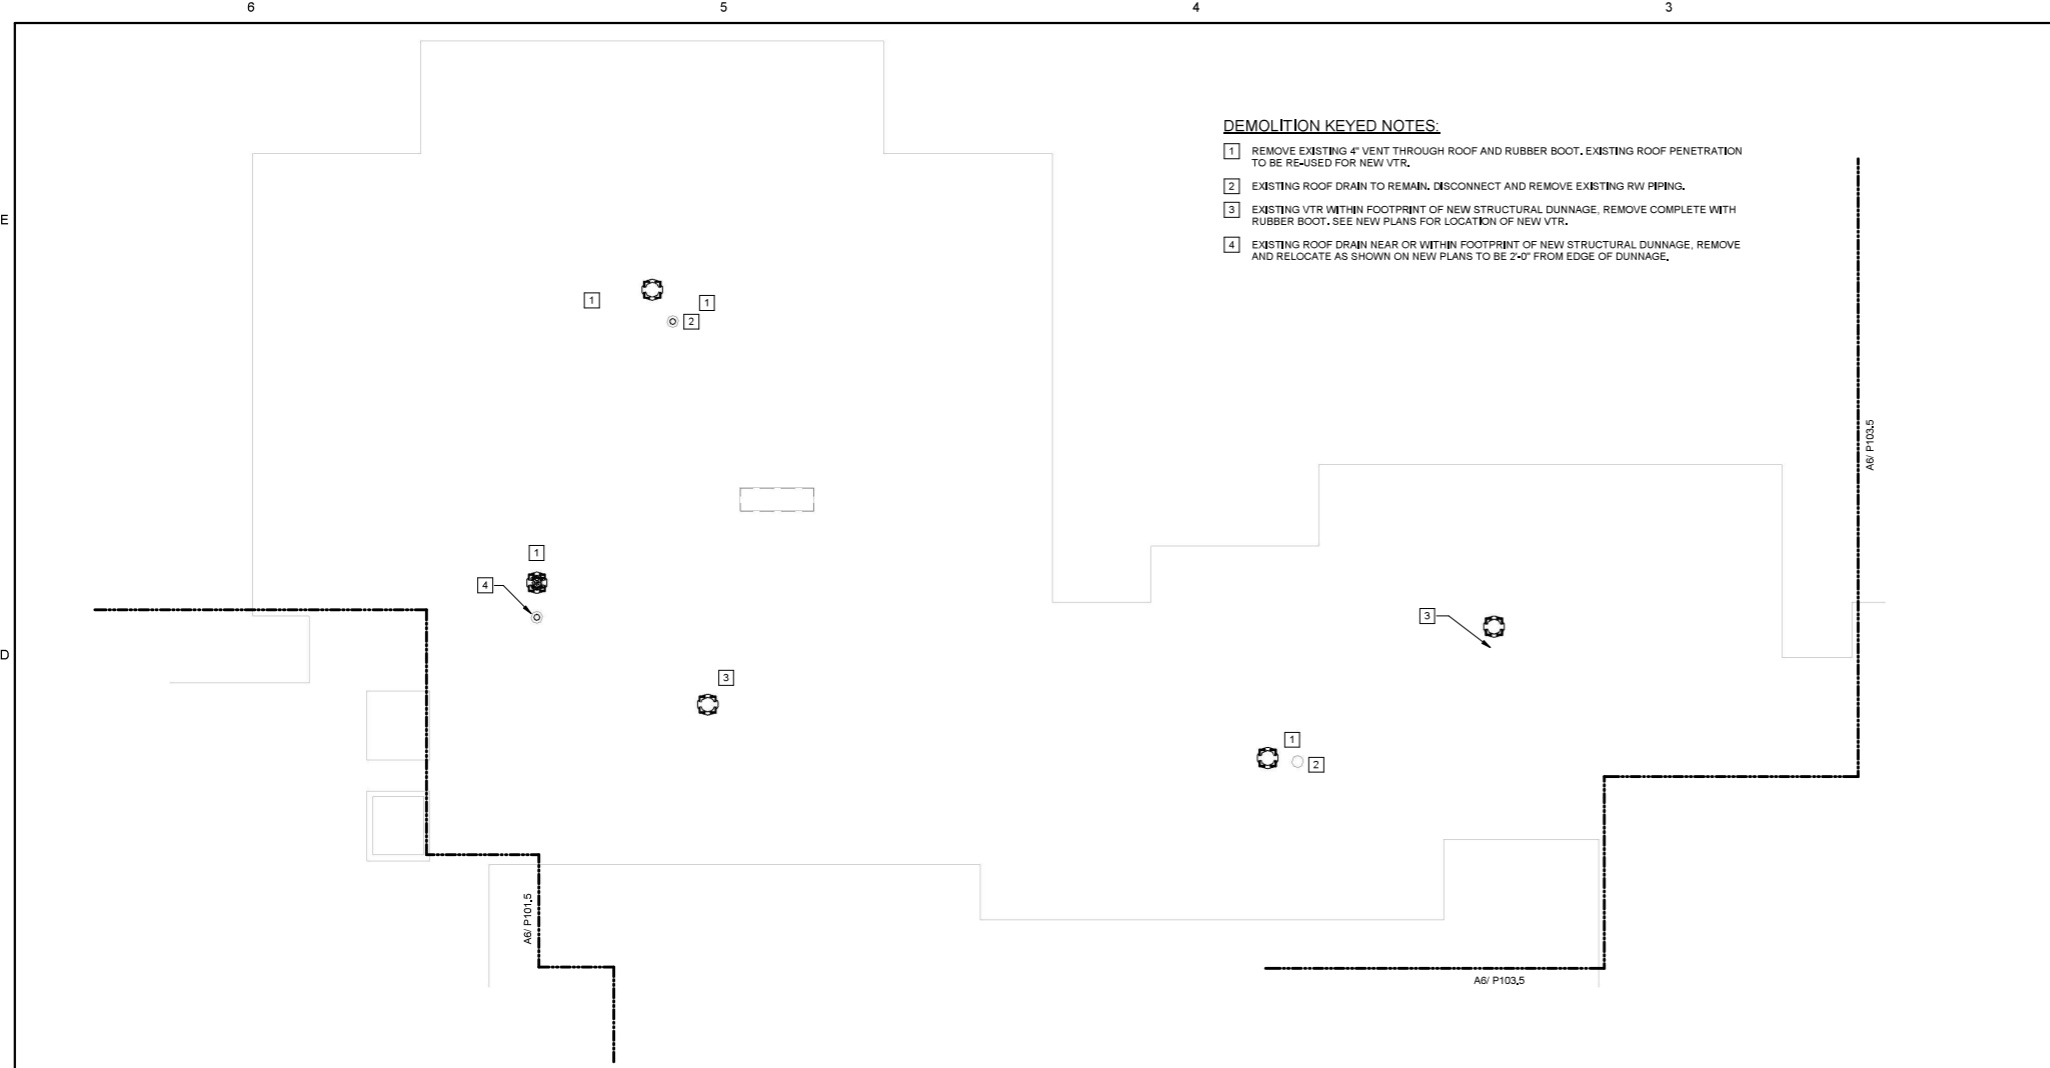 6 5 4 3
DEMOLITION KEYED NOTES:
1 REMOVE EXISTING 4" VENT THROUGH ROOF AND RUBBER BOOT. EXISTING ROOF PENETRATION
TO BE RE-USED FOR NEW VTR.
2 EXISTING ROOF DRAIN TO REMAIN. DISCONNECT AND REMOVE EXISTING RW PIPING.
3 EXISTING VTR WITHIN FOOTPRINT OF NEW STRUCTURAL DUNNAGE, REMOVE COMPLETE WITH
RUBBER BOOT. SEE NEW PLANS FOR LOCATION OF NEW VTR.
4 EXISTING ROOF DRAIN NEAR OR WITHIN FOOTPRINT OF NEW STRUCTURAL DUNNAGE, REMOVE
AND RELOCATE AS SHOWN ON NEW PLANS TO BE 2'-0" FROM EDGE OF DUNNAGE.
E
1 1
2
A6/ P103.5
1
4
3
D
3
1
2
A6/ P101.5
A6/ P103.5